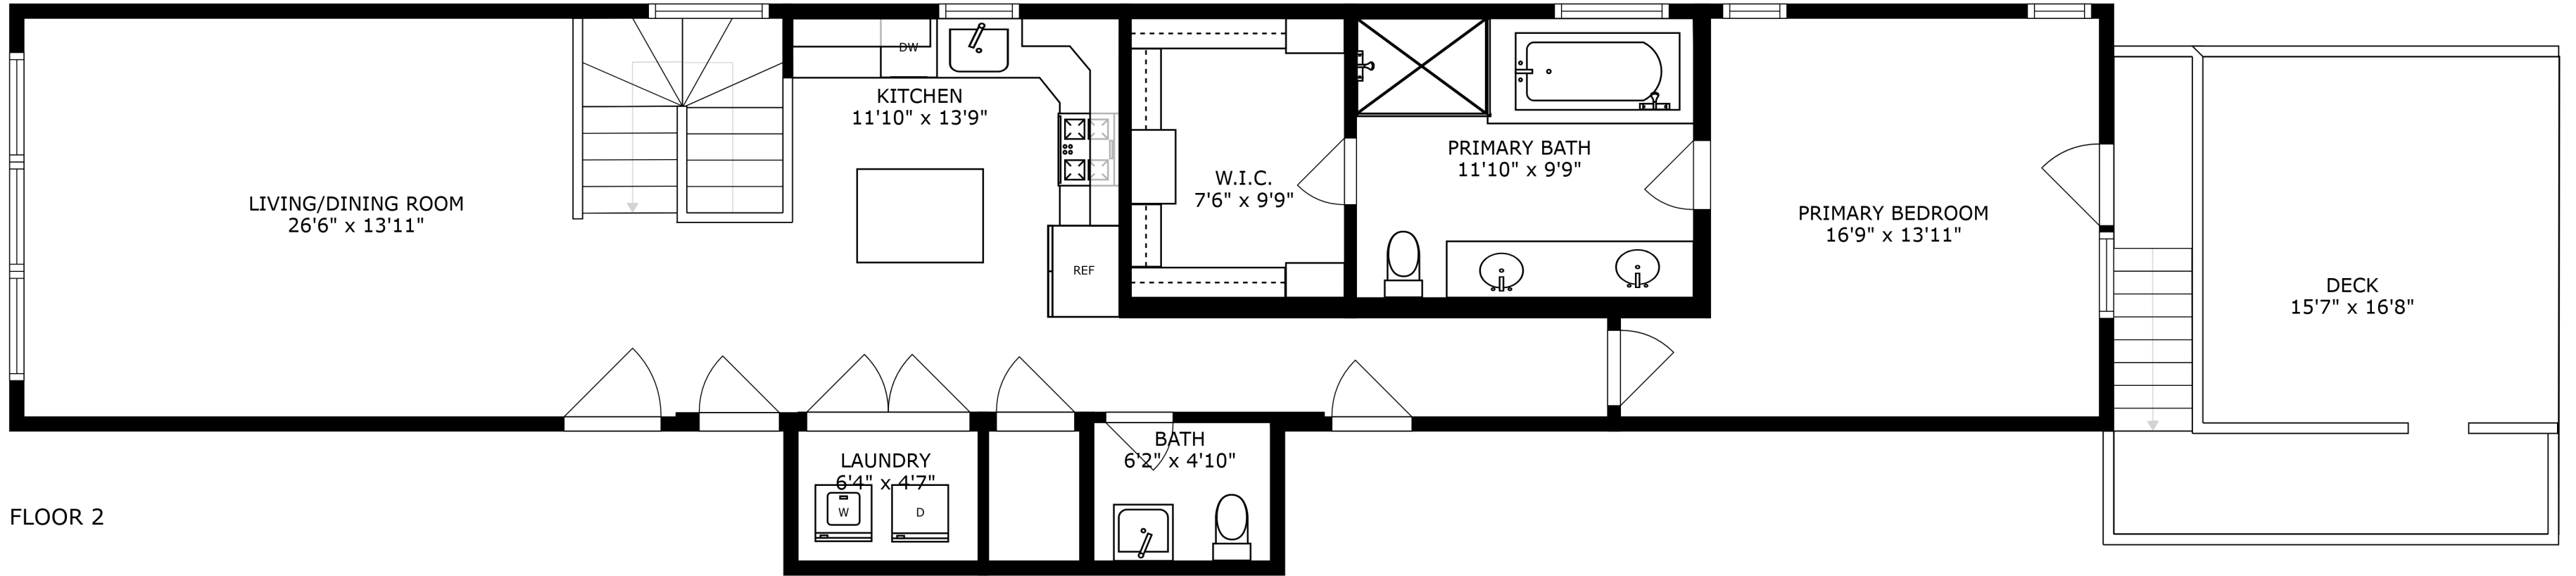 LIVING/DINING ROOM
26'6" x 13'11"
DW
KITCHEN
11'10" x 13'9"
REF
W.I.C.
7'6" x 9'9"
PRIMARY BATH
11'10" x 9'9"
PRIMARY BEDROOM
16'9" x 13'11"
DECK
15'7" x 16'8"
LAUNDRY
6'4" x 4'7"
W
D
BATH
6'2" x 4'10"
FLOOR 2